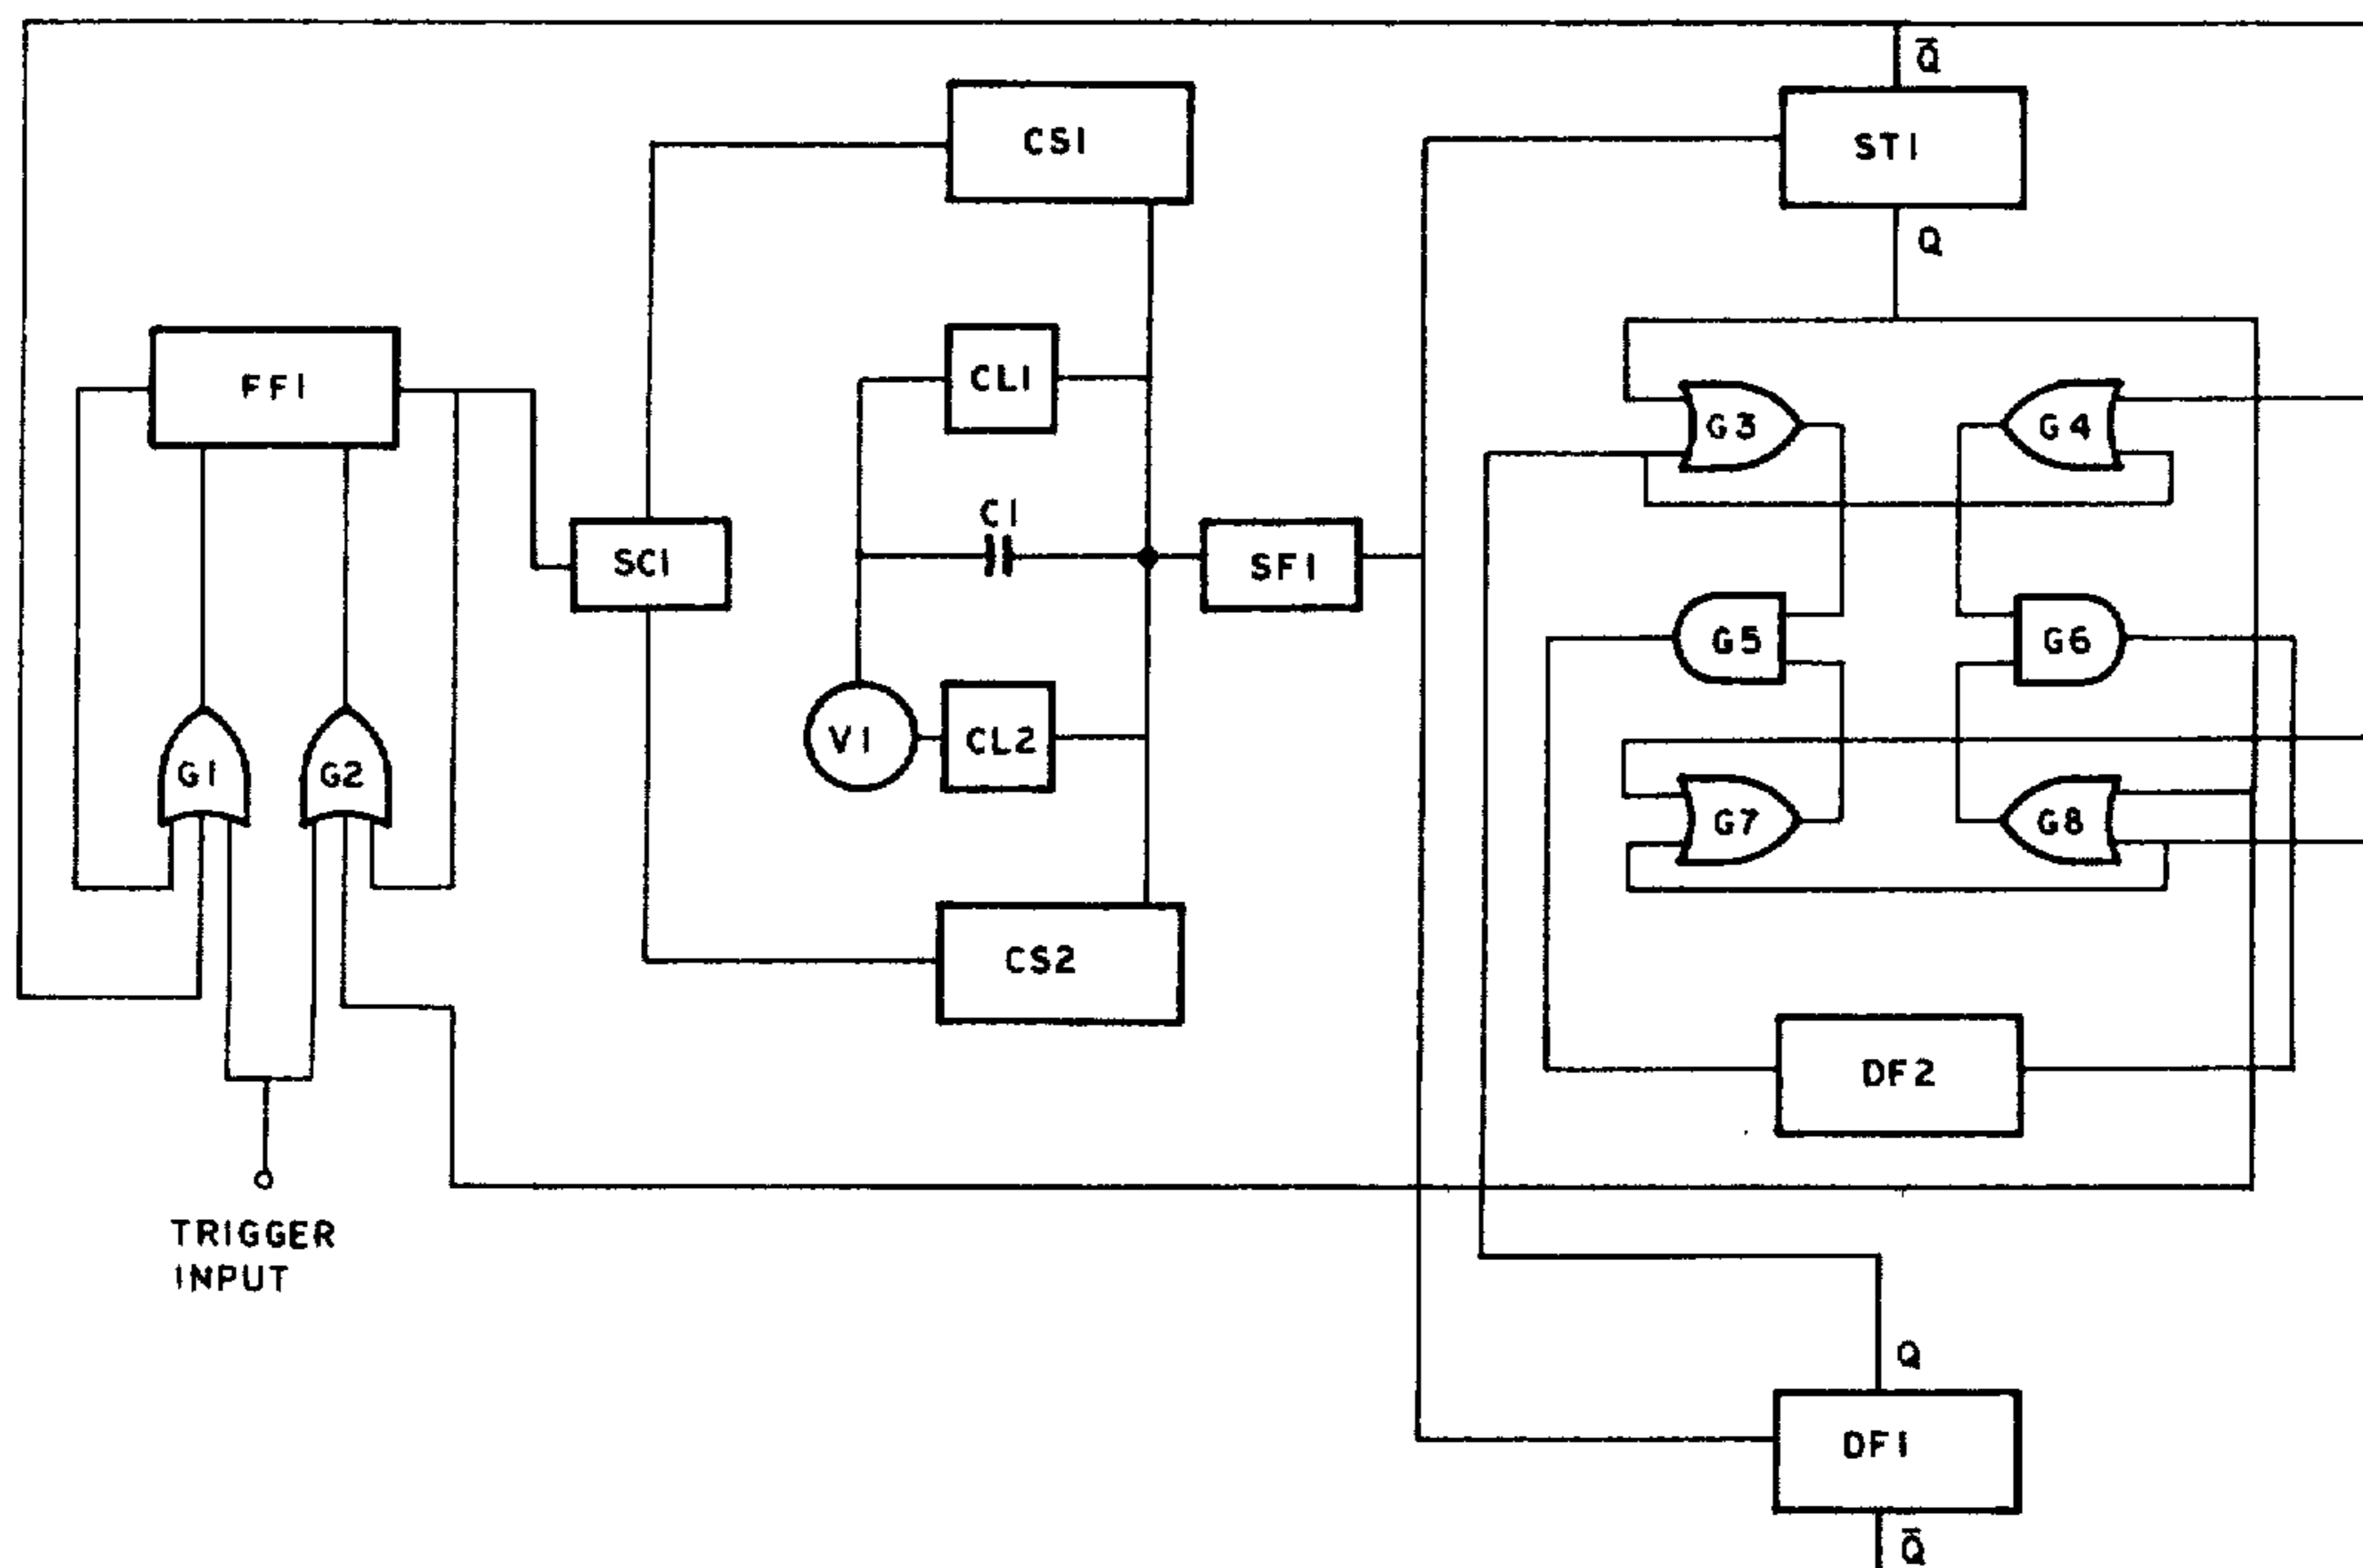 Q̄
CS1
ST1
Q
FF1
CL1
G3
G4
C1
SC1
SF1
G5
G6
V1
CL2
G1
G2
G7
G8
CS2
DF2
TRIGGER
INPUT
Q
DF1
Q̄